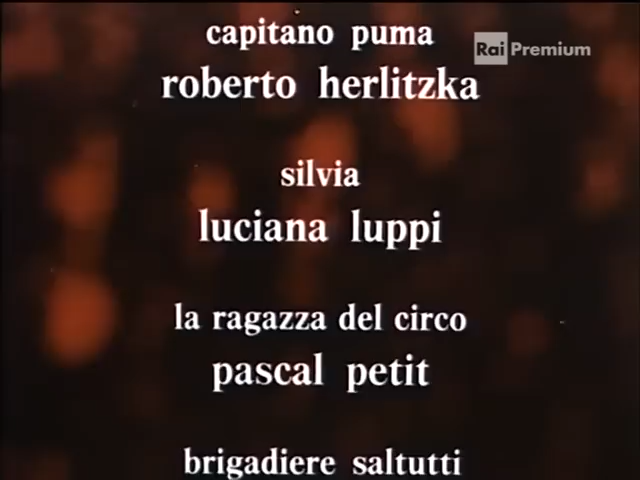 capitano puma
Rai Premium
roberto herlitzka
silvia
luciana luppi
la ragazza del circo
pascal petit
brigadiere saltutti